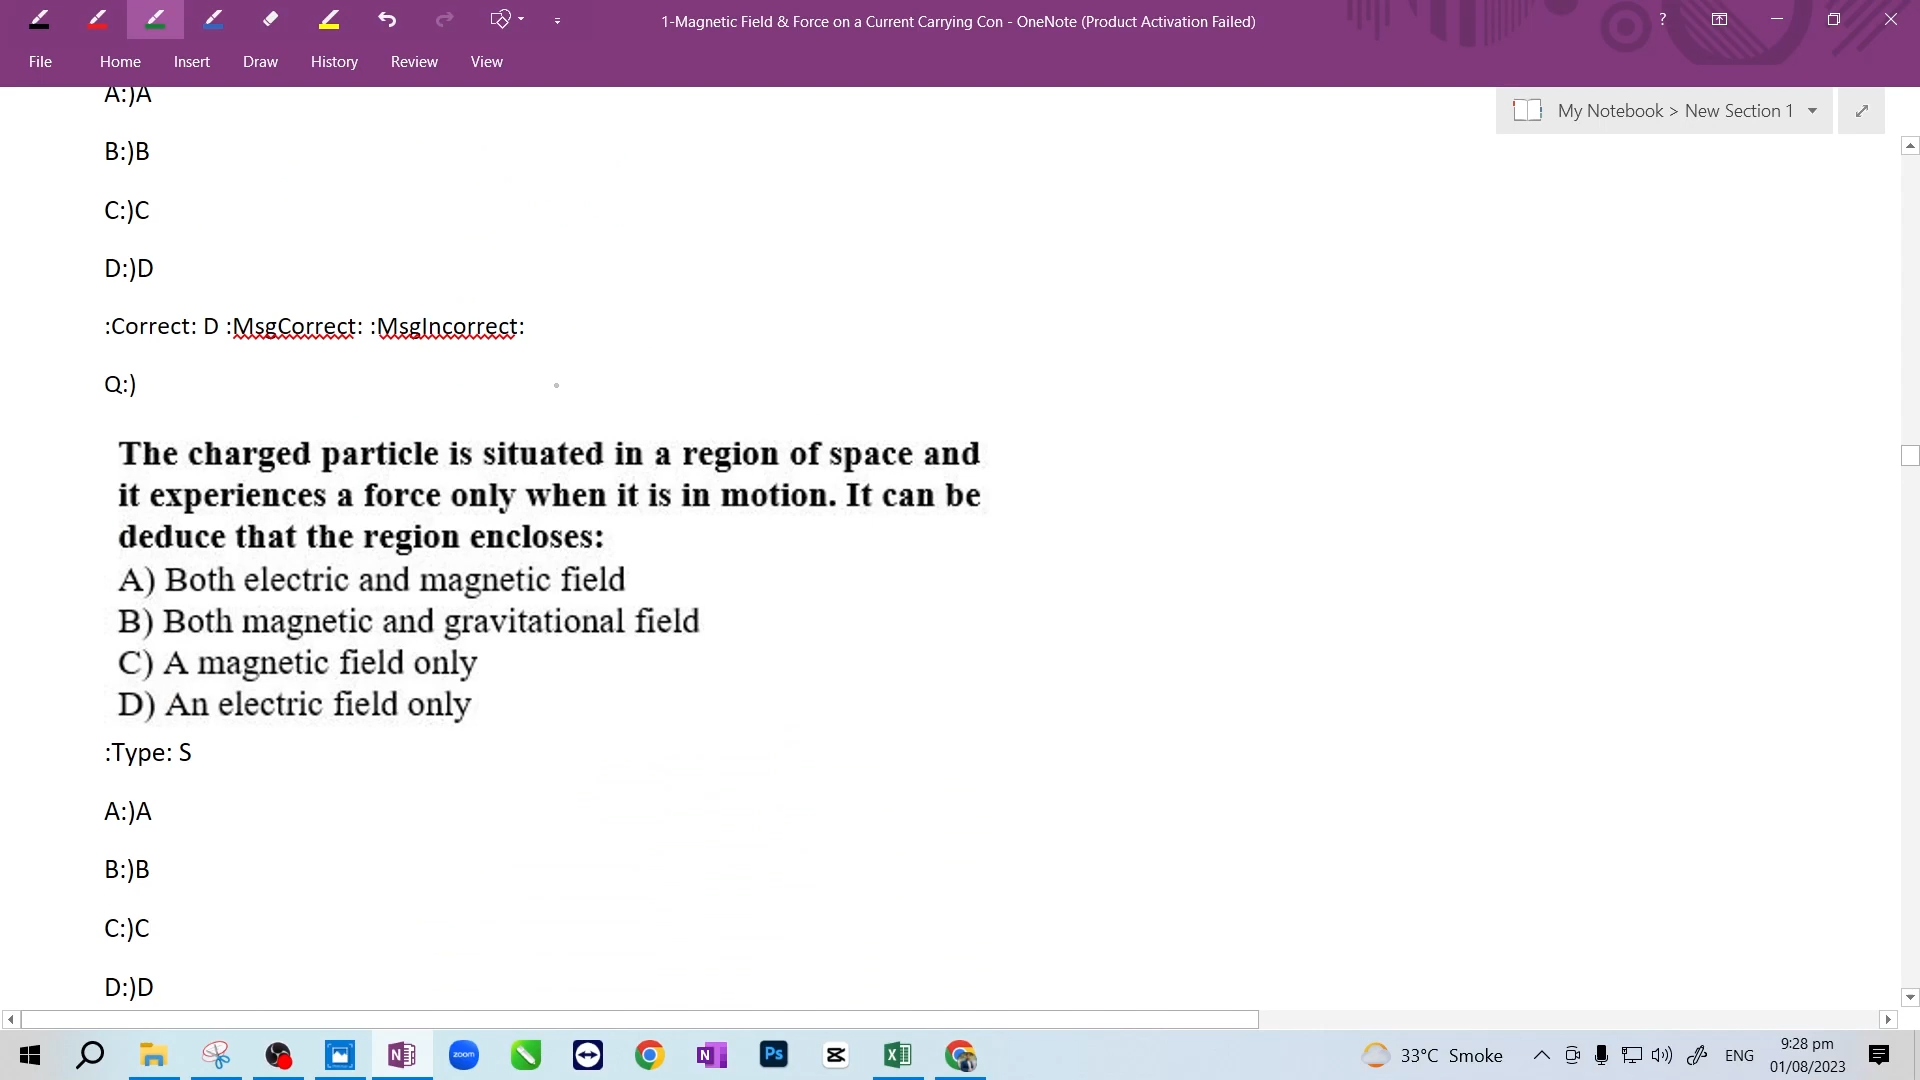 1-Magnetic Field & Force on a Current Carrying Con - OneNote (Product Activation Failed)
?
File Home Insert Draw History Review View
My Notebook > New Section 1
A:)A
B:)B
C:)C
D:)D
:Correct: D :MsgCorrect: :MsgIncorrect:
Q:)
The charged particle is situated in a region of space and
it experiences a force only when it is in motion. It can be
deduce that the region encloses:
A) Both electric and magnetic field
B) Both magnetic and gravitational field
C) A magnetic field only
D) An electric field only
:Type: S
A:)A
B:)B
C:)C
D:)D
zoom
N
N
Ps
X
33°C Smoke
ENG
9:28 pm
01/08/2023